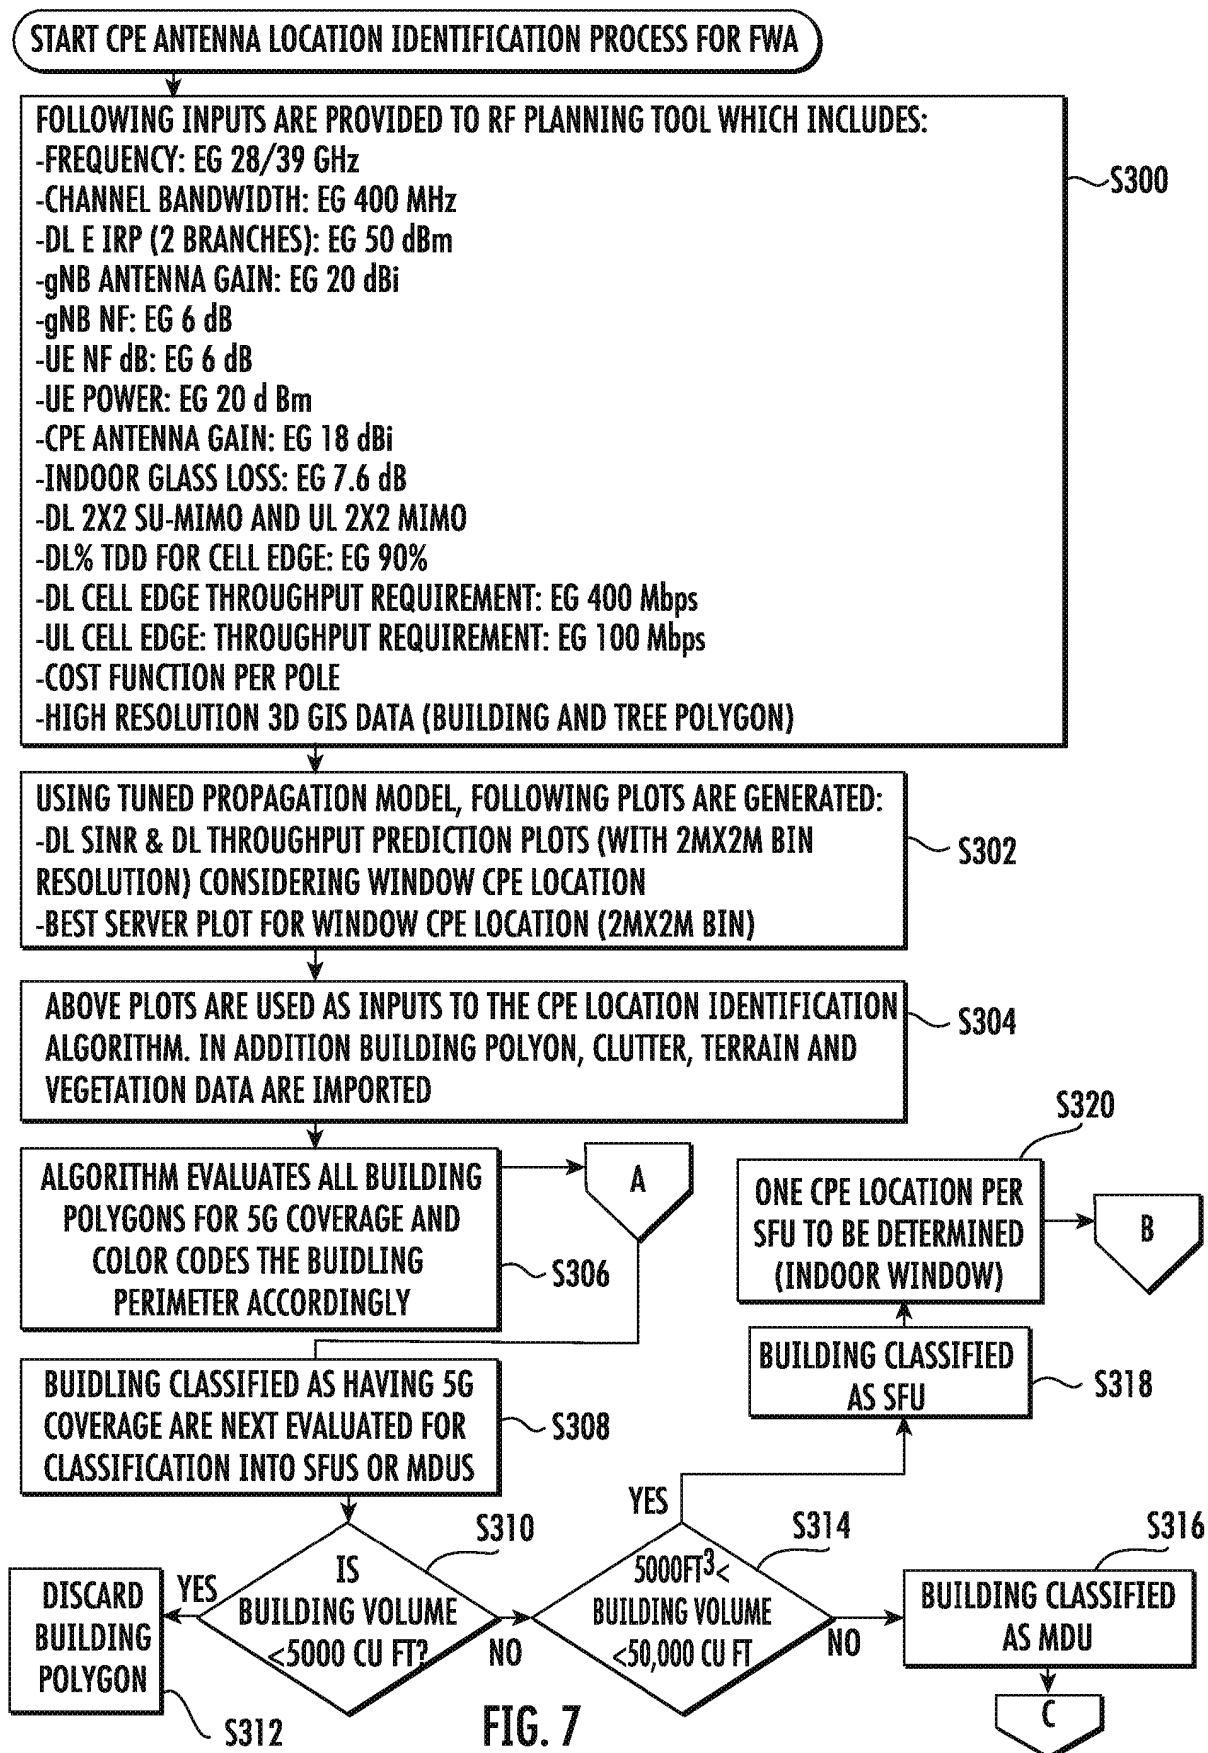 START CPE ANTENNA LOCATION IDENTIFICATION PROCESS FOR FWA
FOLLOWING INPUTS ARE PROVIDED TO RF PLANNING TOOL WHICH INCLUDES:
-FREQUENCY: EG 28/39 GHz
-CHANNEL BANDWIDTH: EG 400 MHz
-DL E IRP (2 BRANCHES): EG 50 dBm
-gNB ANTENNA GAIN: EG 20 dBi
-gNB NF: EG 6 dB
-UE NF dB: EG 6 dB
-UE POWER: EG 20 d Bm
-CPE ANTENNA GAIN: EG 18 dBi
-INDOOR GLASS LOSS: EG 7.6 dB
-DL 2X2 SU-MIMO AND UL 2X2 MIMO
-DL% TDD FOR CELL EDGE: EG 90%
-DL CELL EDGE THROUGHPUT REQUIREMENT: EG 400 Mbps
-UL CELL EDGE: THROUGHPUT REQUIREMENT: EG 100 Mbps
-COST FUNCTION PER POLE
-HIGH RESOLUTION 3D GIS DATA (BUILDING AND TREE POLYGON)
S300
USING TUNED PROPAGATION MODEL, FOLLOWING PLOTS ARE GENERATED:
-DL SINR & DL THROUGHPUT PREDICTION PLOTS (WITH 2MX2M BIN
RESOLUTION) CONSIDERING WINDOW CPE LOCATION
-BEST SERVER PLOT FOR WINDOW CPE LOCATION (2MX2M BIN)
S302
ABOVE PLOTS ARE USED AS INPUTS TO THE CPE LOCATION IDENTIFICATION
ALGORITHM. IN ADDITION BUILDING POLYON, CLUTTER, TERRAIN AND
VEGETATION DATA ARE IMPORTED
S304
ALGORITHM EVALUATES ALL BUILDING
POLYGONS FOR 5G COVERAGE AND
COLOR CODES THE BUIDLING
PERIMETER ACCORDINGLY
S306
A
S320
ONE CPE LOCATION PER
SFU TO BE DETERMINED
(INDOOR WINDOW)
B
BUILDING CLASSIFIED
AS SFU
S318
BUIDLING CLASSIFIED AS HAVING 5G
COVERAGE ARE NEXT EVALUATED FOR
CLASSIFICATION INTO SFUS OR MDUS
S308
S310
IS
BUILDING VOLUME
<5000 CU FT?
YES
NO
DISCARD
BUILDING
POLYGON
S312
YES
S314
5000FT³<
BUILDING VOLUME
<50,000 CU FT
NO
S316
BUILDING CLASSIFIED
AS MDU
C
FIG. 7